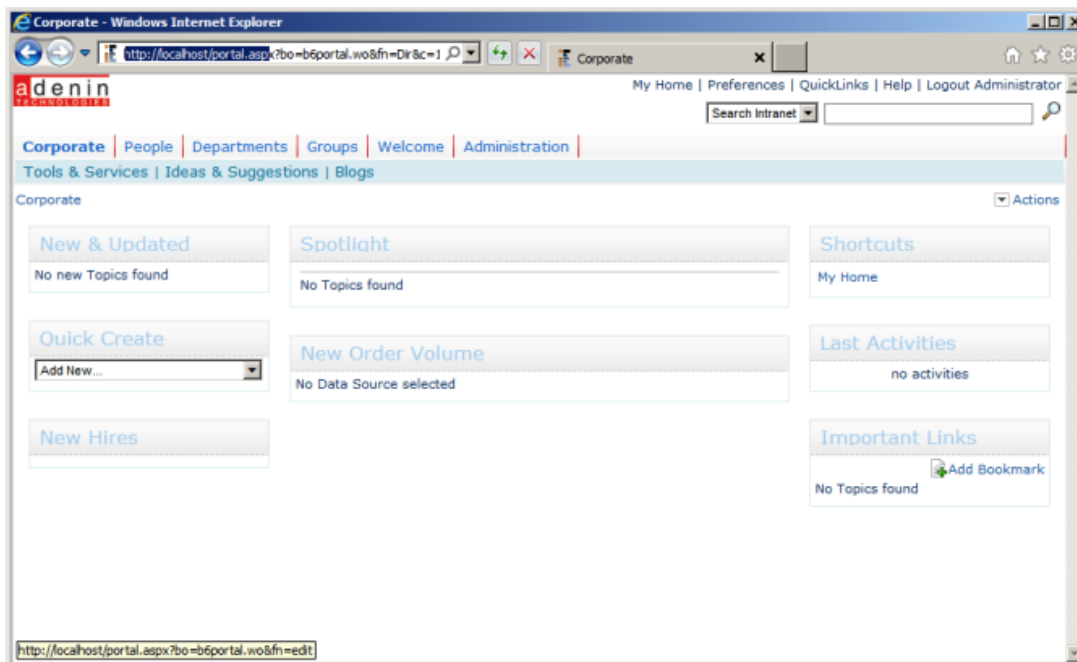 Corporate - Windows Internet Explorer
http://localhost/portal.aspx?bo=b6portal.wo&fn=Dir&c=1
Corporate
adenin
TECHNOLOGIES
My Home | Preferences | QuickLinks | Help | Logout Administrator
Search Intranet
Corporate | People | Departments | Groups | Welcome | Administration |
Tools & Services | Ideas & Suggestions | Blogs
Corporate
Actions
New & Updated
No new Topics found
Quick Create
Add New...
New Hires
Spotlight
No Topics found
New Order Volume
No Data Source selected
Shortcuts
My Home
Last Activities
no activities
Important Links
Add Bookmark
No Topics found
http://localhost/portal.aspx?bo=b6portal.wo&fn=edit